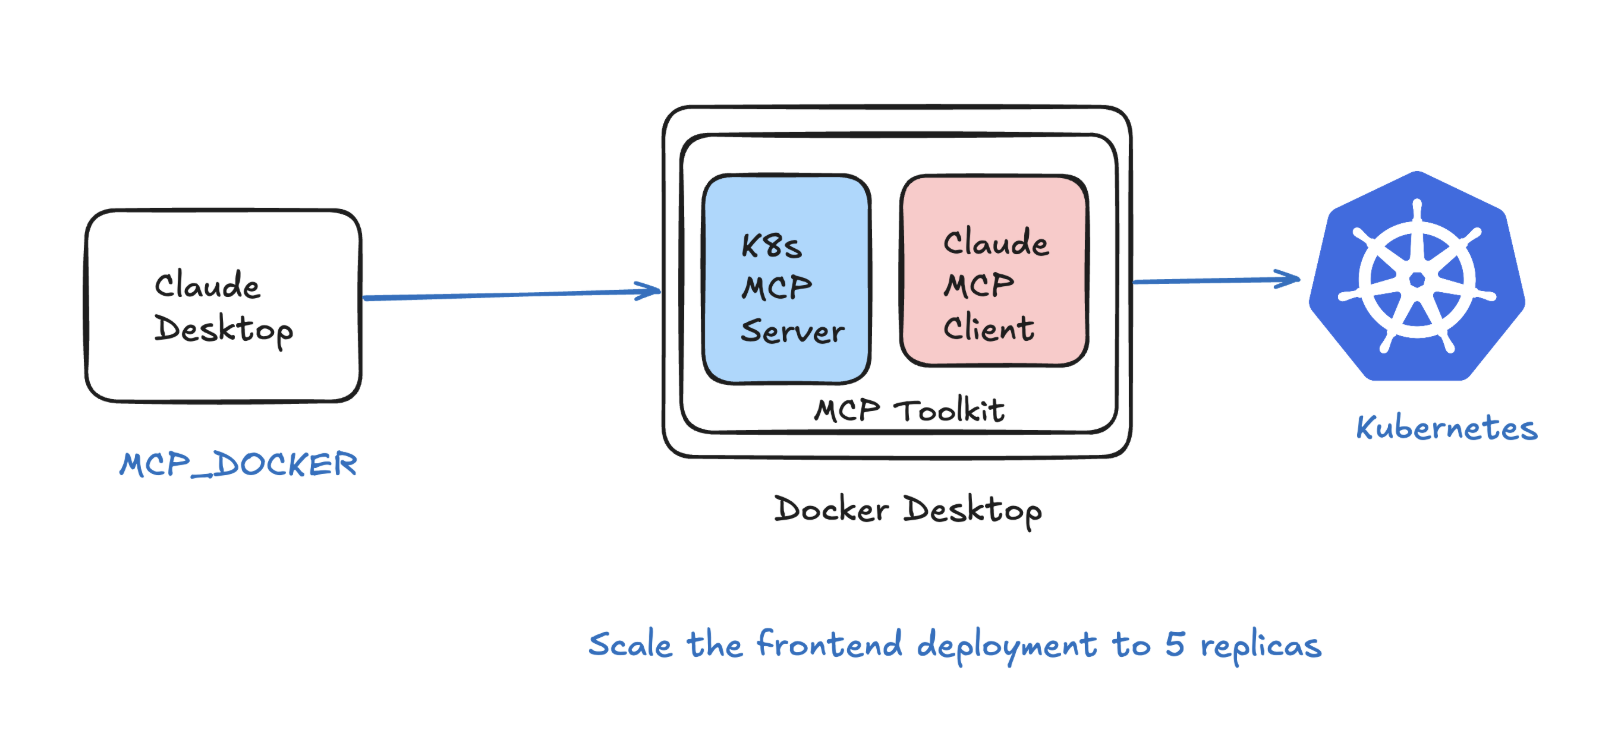 Claude
Desktop
MCP_DOCKER
K8s
MCP
Server
Claude
MCP
Client
MCP Toolkit
Docker Desktop
Kubernetes
Scale the frontend deployment to 5 replicas